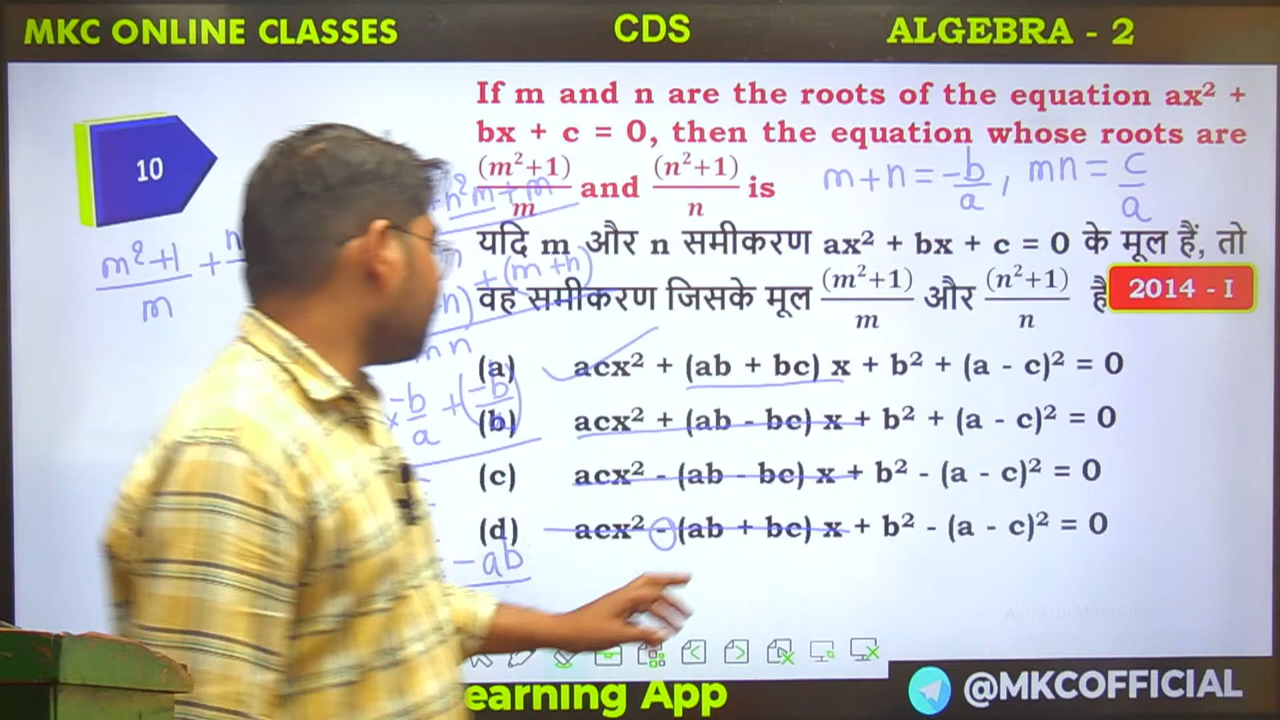 MKC ONLINE CLASSES CDS ALGEBRA - 2
If m and n are the roots of the equation ax² +
bx + c = 0, then the equation whose roots are
(m²+1)/m and (n²+1)/n is
m+n = -b/a, mn = c/a
10
m²+1/m +
यदि m और n समीकरण ax² + bx + c = 0 के मूल हैं, तो
वह समीकरण जिसके मूल (m²+1)/m और (n²+1)/n है
2014 - I
+(m+n)
-b/a + (-b/a)
(a) acx² + (ab + bc) x + b² + (a - c)² = 0
(b) acx² + (ab - bc) x + b² + (a - c)² = 0
(c) acx² - (ab - bc) x + b² - (a - c)² = 0
(d) acx² - (ab + bc) x + b² - (a - c)² = 0
-ab
earning App
@MKCOFFICIAL